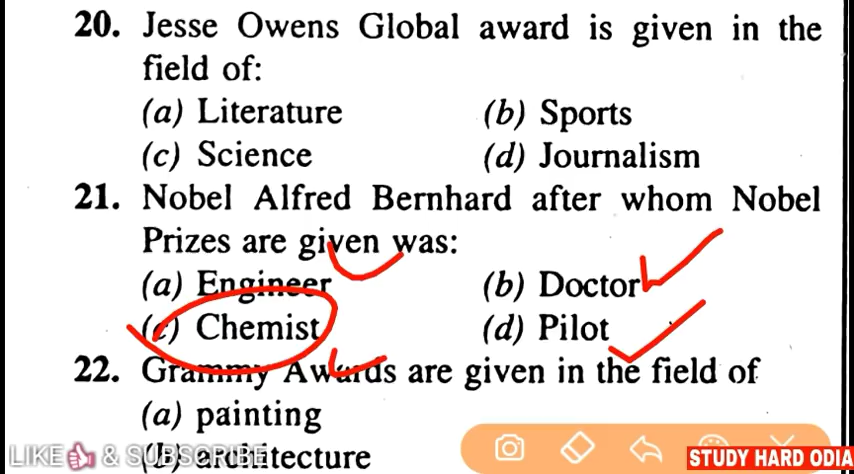 20. Jesse Owens Global award is given in the
field of:
(a) Literature (b) Sports
(c) Science (d) Journalism
21. Nobel Alfred Bernhard after whom Nobel
Prizes are given was:
(a) Engineer (b) Doctor
(c) Chemist (d) Pilot
22. Grammy Awards are given in the field of
(a) painting
(b) architecture
LIKE & SUBSCRIBE
STUDY HARD ODIA